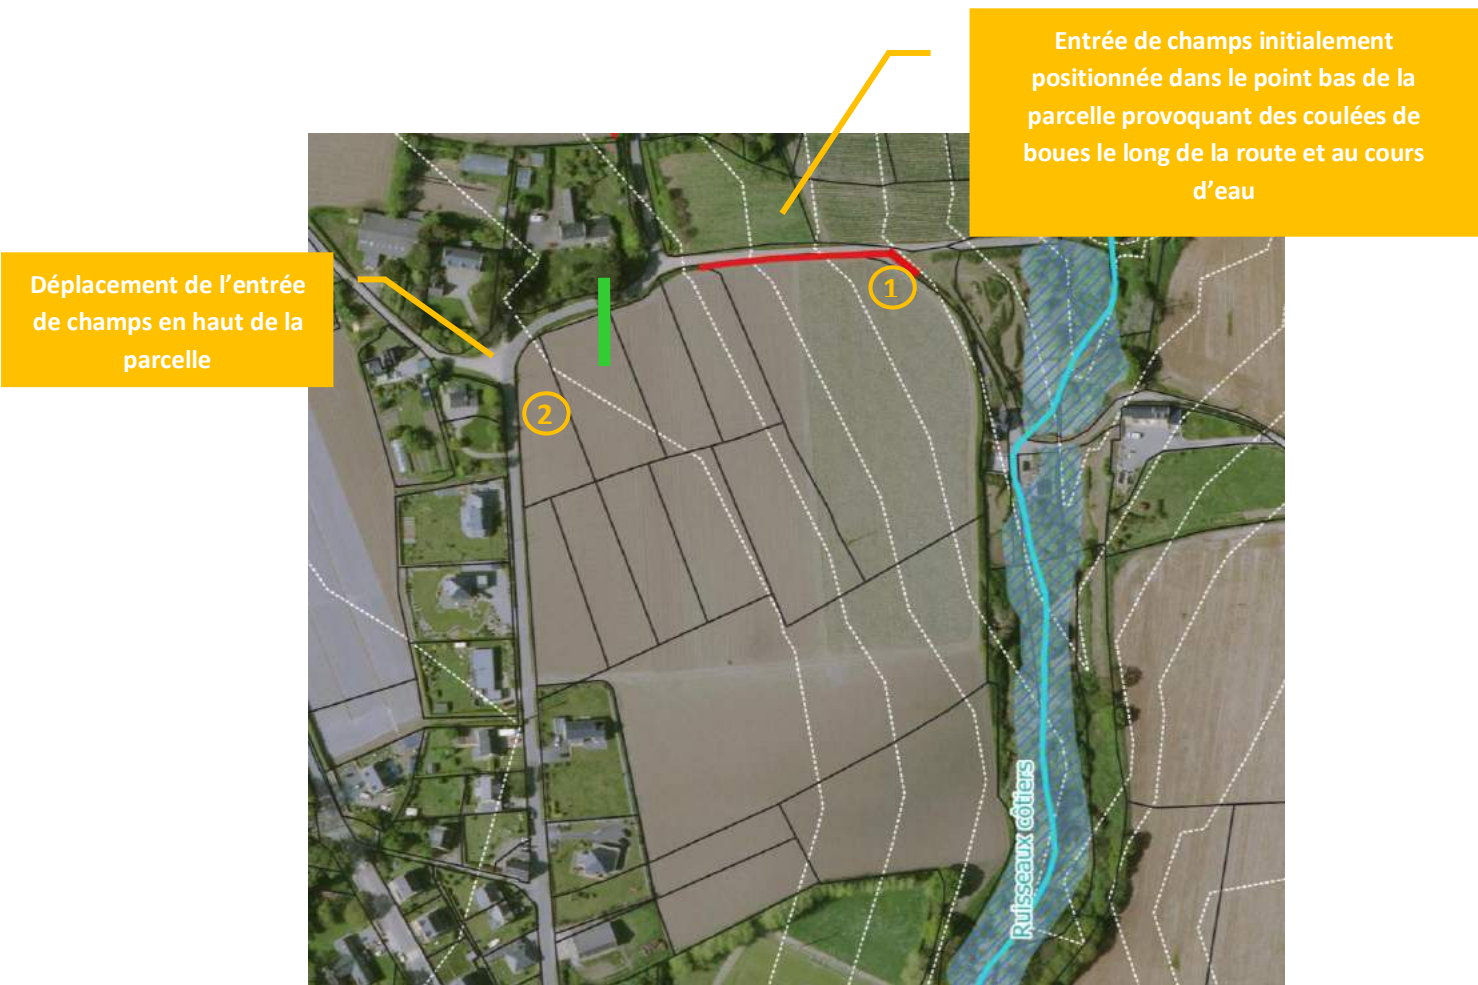 Entrée de champs initialement
positionnée dans le point bas de la
parcelle provoquant des coulées de
boues le long de la route et au cours
d’eau
Déplacement de l’entrée
de champs en haut de la
parcelle
1
2
Ruisseaux côtiers